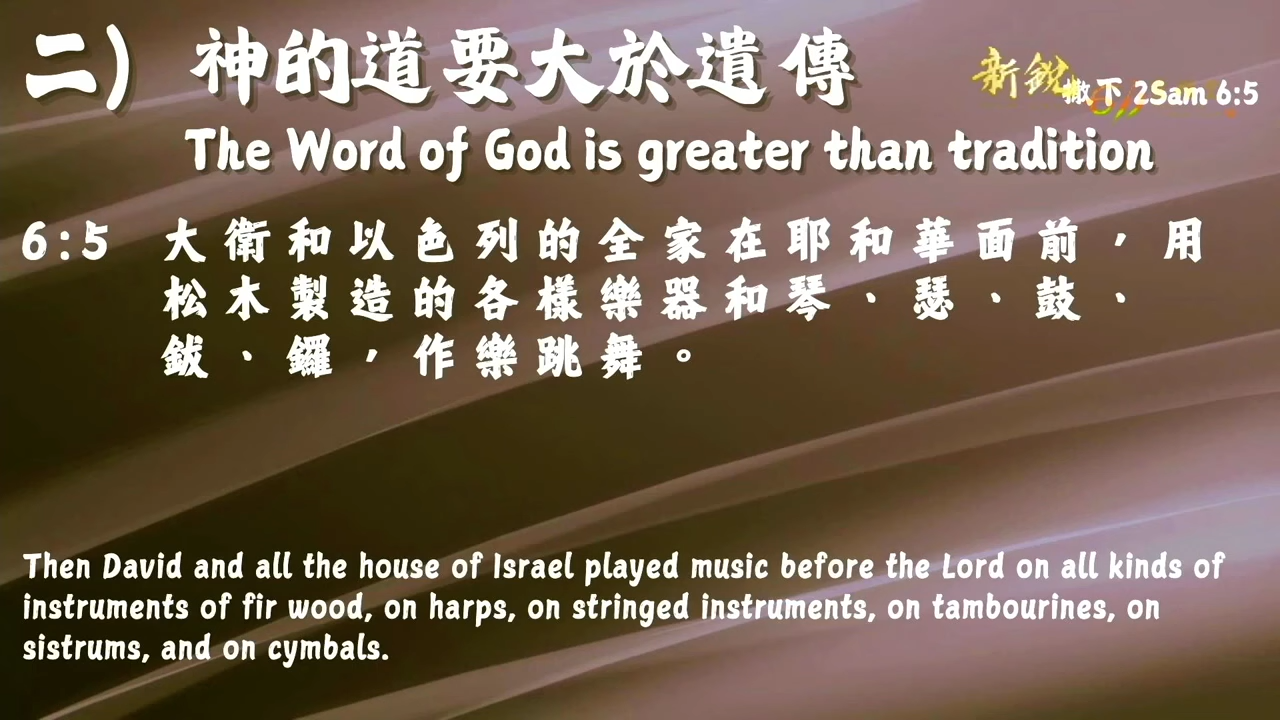 二) 神的道要大於遺傳
新銳
撒下 2Sam 6:5
The Word of God is greater than tradition
6:5 大衛和以色列的全家在耶和華面前，用
松木製造的各樣樂器和琴、瑟、鼓、
鈸、鑼，作樂跳舞。
Then David and all the house of Israel played music before the Lord on all kinds of
instruments of fir wood, on harps, on stringed instruments, on tambourines, on
sistrums, and on cymbals.